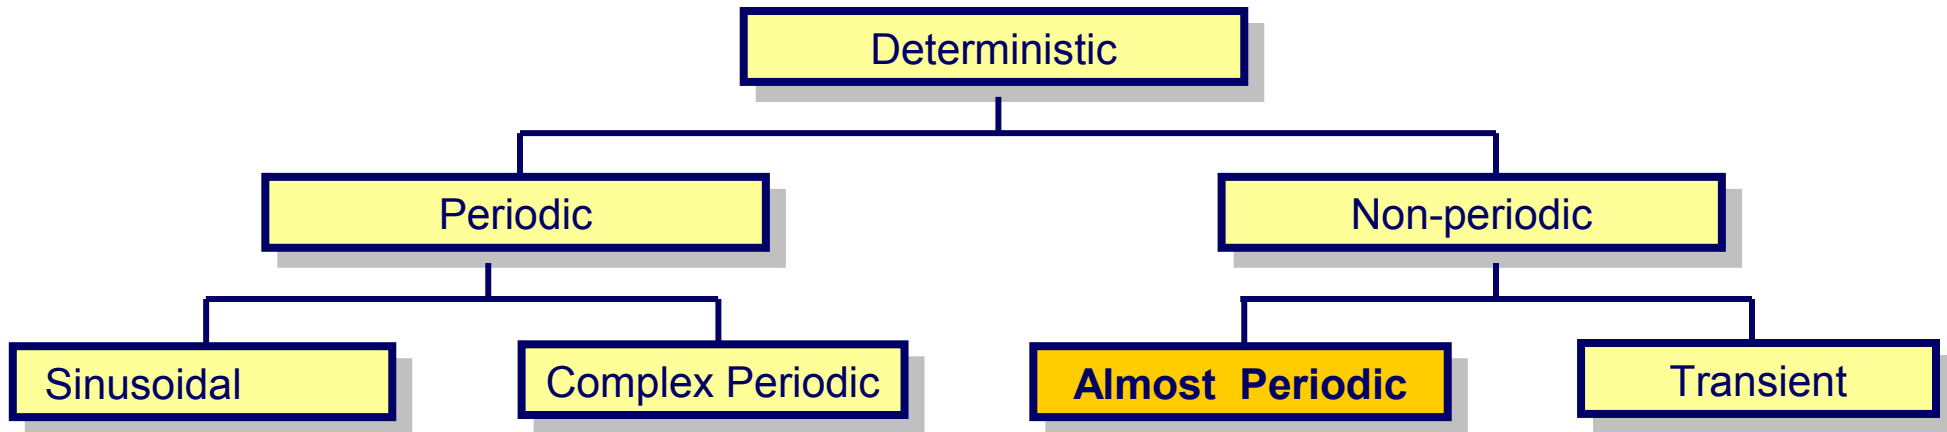 Deterministic
Periodic
Non-periodic
Sinusoidal
Complex Periodic
Almost Periodic
Transient